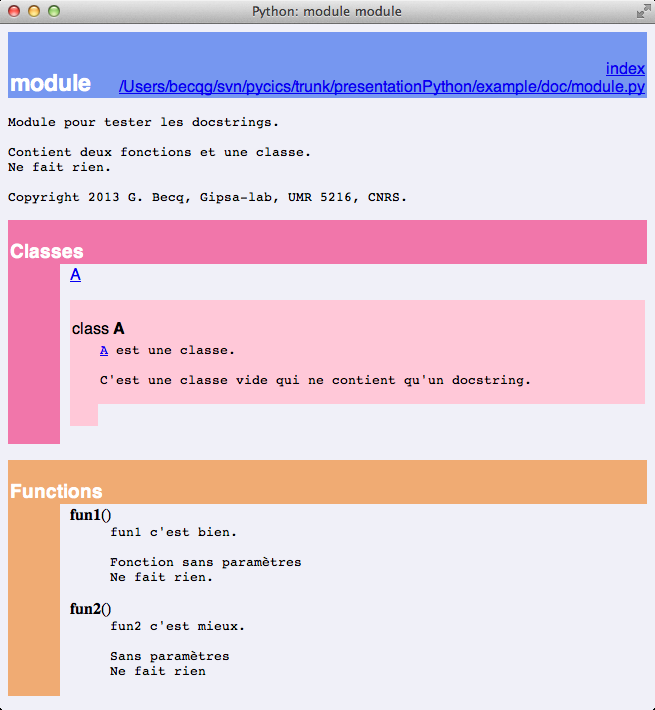 Python: module module
index
module /Users/becqg/svn/pycics/trunk/presentationPython/example/doc/module.py
Module pour tester les docstrings.
Contient deux fonctions et une classe.
Ne fait rien.
Copyright 2013 G. Becq, Gipsa-lab, UMR 5216, CNRS.
Classes
A
class A
A est une classe.
C'est une classe vide qui ne contient qu'un docstring.
Functions
fun1()
fun1 c'est bien.
Fonction sans paramètres
Ne fait rien.
fun2()
fun2 c'est mieux.
Sans paramètres
Ne fait rien